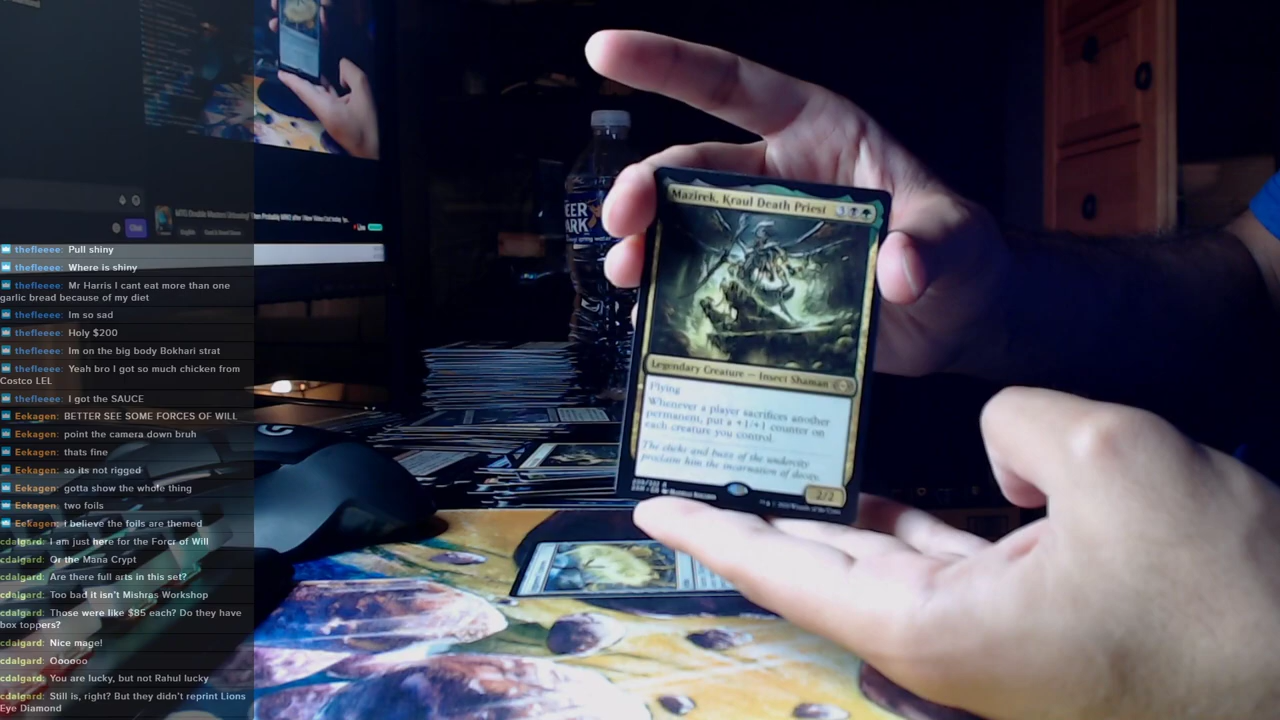 thefleeee: Pull shiny
thefleeee: Where is shiny
thefleeee: Mr Harris I cant eat more than one
garlic bread because of my diet
thefleeee: Im so sad
thefleeee: Holy $200
thefleeee: Im on the big body Bokhari strat
thefleeee: Yeah bro I got so much chicken from
Costco LEL
thefleeee: I got the SAUCE
Eekagen: BETTER SEE SOME FORCES OF WILL
Eekagen: point the camera down bruh
Eekagen: thats fine
Eekagen: so its not rigged
Eekagen: gotta show the whole thing
Eekagen: two foils
Eekagen: i believe the foils are themed
cdalgard: I am just here for the Forcr of Will
cdalgard: Or the Mana Crypt
cdalgard: Are there full arts in this set?
cdalgard: Too bad it isn't Mishras Workshop
cdalgard: Those were like $85 each? Do they have
box toppers?
cdalgard: Nice mage!
cdalgard: Oooooo
cdalgard: You are lucky, but not Rahul lucky
cdalgard: Still is, right? But they didn't reprint Lions
Eye Diamond
Mazirek, Kraul Death Priest 3
Legendary Creature — Insect Shaman
Flying
Whenever a player sacrifices another
permanent, put a +1/+1 counter on
each creature you control.
The clicks and buzz of the undercity
proclaim him the incarnation of decay.
2/2